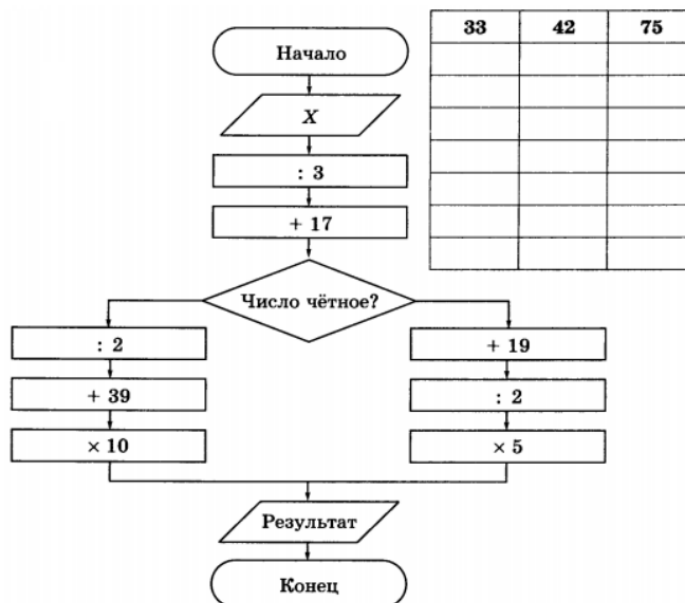 Начало
33 42 75
X
: 3
+ 17
Число чётное?
: 2
+ 19
+ 39
: 2
× 10
× 5
Результат
Конец